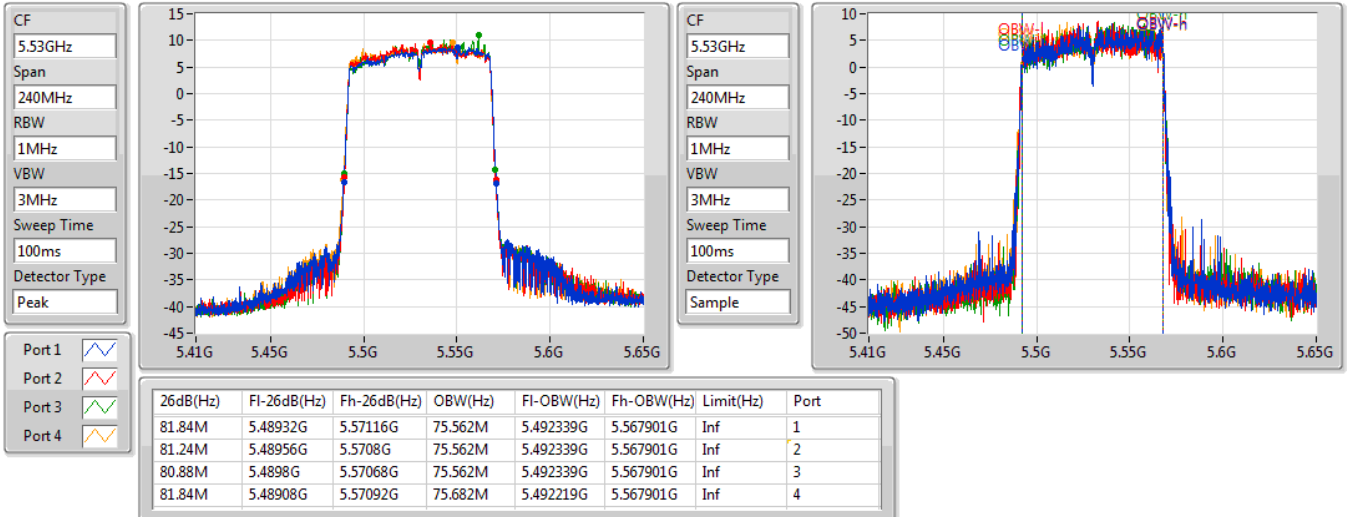 CF
5.53GHz
Span
240MHz
RBW
1MHz
VBW
3MHz
Sweep Time
100ms
Detector Type
Peak
15
10
5
0
-5
-10
-15
-20
-25
-30
-35
-40
-45
5.41G 5.45G 5.5G 5.55G 5.6G 5.65G
CF
5.53GHz
Span
240MHz
RBW
1MHz
VBW
3MHz
Sweep Time
100ms
Detector Type
Sample
10
5
0
-5
-10
-15
-20
-25
-30
-35
-40
-45
-50
5.41G 5.45G 5.5G 5.55G 5.6G 5.65G
OBW-l
OBW-h
Port 1
Port 2
Port 3
Port 4
26dB(Hz) Fl-26dB(Hz) Fh-26dB(Hz) OBW(Hz) Fl-OBW(Hz) Fh-OBW(Hz) Limit(Hz) Port
81.84M 5.48932G 5.57116G 75.562M 5.492339G 5.567901G Inf 1
81.24M 5.48956G 5.5708G 75.562M 5.492339G 5.567901G Inf 2
80.88M 5.4898G 5.57068G 75.562M 5.492339G 5.567901G Inf 3
81.84M 5.48908G 5.57092G 75.682M 5.492219G 5.567901G Inf 4